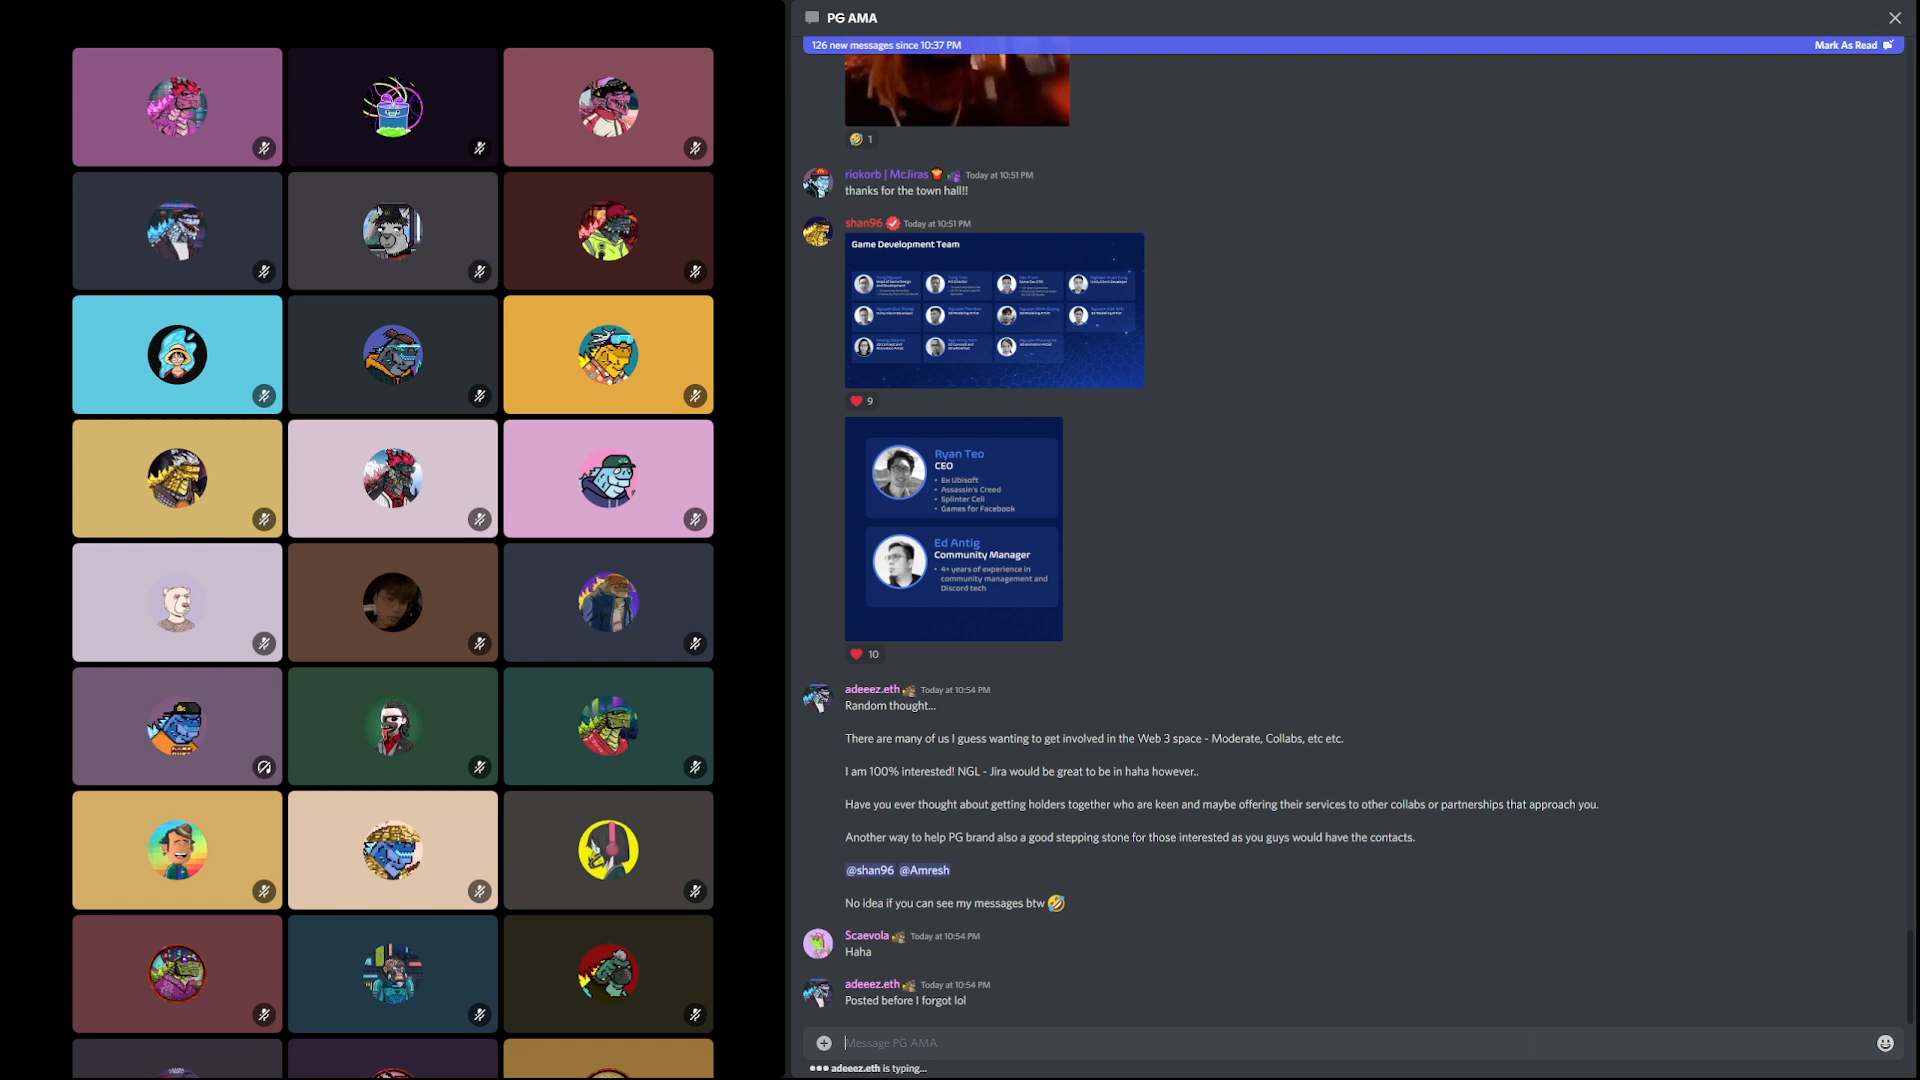 PG AMA
126 new messages since 10:37 PM
Mark As Read
1
riokorb | McJiras Today at 10:51 PM
thanks for the town hall!!
shan96 Today at 10:51 PM
Game Development Team
9
Ryan Teo
CEO
• Ex Ubisoft
• Assassin's Creed
• Splinter Cell
• Games for Facebook
Ed Antig
Community Manager
• 4+ years of experience in
community management and
Discord tech
10
adeeez.eth Today at 10:54 PM
Random thought...
There are many of us I guess wanting to get involved in the Web 3 space - Moderate, Collabs, etc etc.
I am 100% interested! NGL - Jira would be great to be in haha however..
Have you ever thought about getting holders together who are keen and maybe offering their services to other collabs or partnerships that approach you.
Another way to help PG brand also a good stepping stone for those interested as you guys would have the contacts.
@shan96 @Amresh
No idea if you can see my messages btw
Scaevola Today at 10:54 PM
Haha
adeeez.eth Today at 10:54 PM
Posted before I forgot lol
Message PG AMA
adeeez.eth is typing...